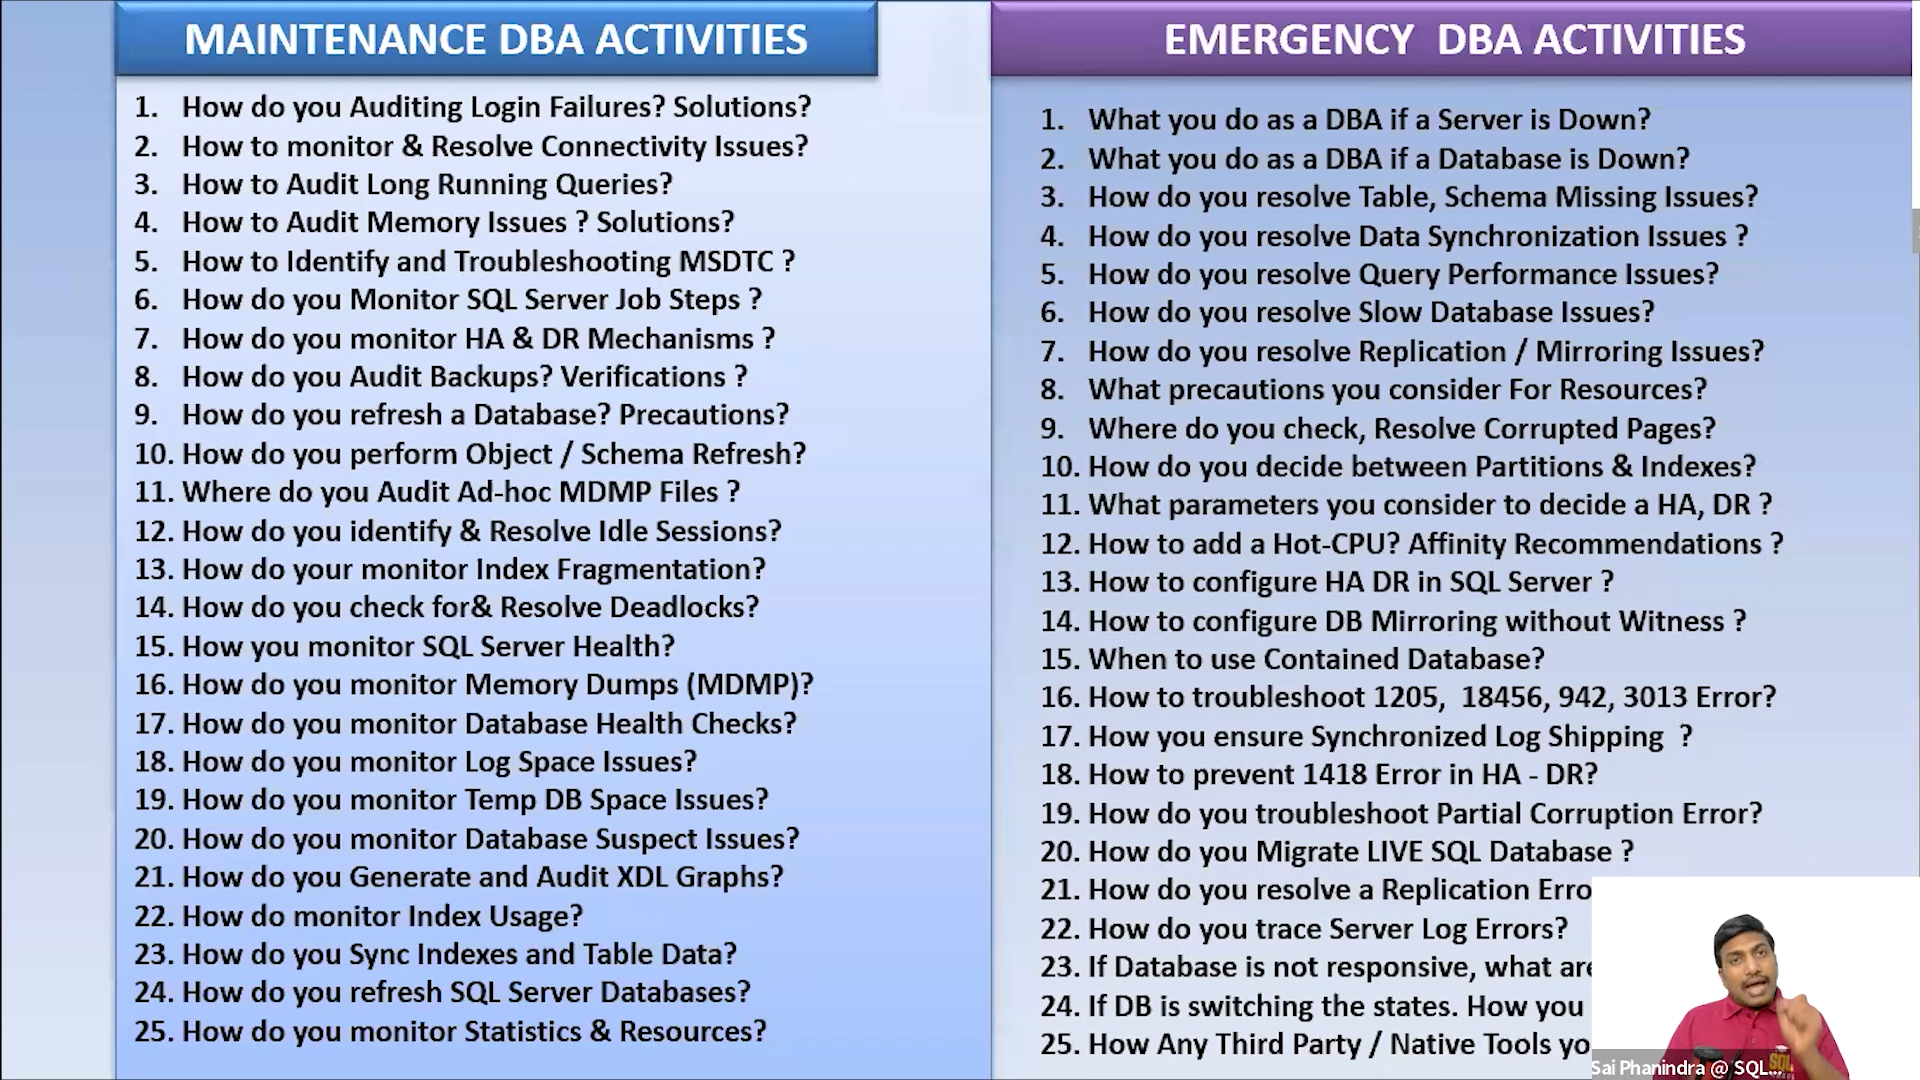 MAINTENANCE DBA ACTIVITIES
1. How do you Auditing Login Failures? Solutions?
2. How to monitor & Resolve Connectivity Issues?
3. How to Audit Long Running Queries?
4. How to Audit Memory Issues ? Solutions?
5. How to Identify and Troubleshooting MSDTC ?
6. How do you Monitor SQL Server Job Steps ?
7. How do you monitor HA & DR Mechanisms ?
8. How do you Audit Backups? Verifications ?
9. How do you refresh a Database? Precautions?
10. How do you perform Object / Schema Refresh?
11. Where do you Audit Ad-hoc MDMP Files ?
12. How do you identify & Resolve Idle Sessions?
13. How do your monitor Index Fragmentation?
14. How do you check for& Resolve Deadlocks?
15. How you monitor SQL Server Health?
16. How do you monitor Memory Dumps (MDMP)?
17. How do you monitor Database Health Checks?
18. How do you monitor Log Space Issues?
19. How do you monitor Temp DB Space Issues?
20. How do you monitor Database Suspect Issues?
21. How do you Generate and Audit XDL Graphs?
22. How do monitor Index Usage?
23. How do you Sync Indexes and Table Data?
24. How do you refresh SQL Server Databases?
25. How do you monitor Statistics & Resources?
EMERGENCY DBA ACTIVITIES
1. What you do as a DBA if a Server is Down?
2. What you do as a DBA if a Database is Down?
3. How do you resolve Table, Schema Missing Issues?
4. How do you resolve Data Synchronization Issues ?
5. How do you resolve Query Performance Issues?
6. How do you resolve Slow Database Issues?
7. How do you resolve Replication / Mirroring Issues?
8. What precautions you consider For Resources?
9. Where do you check, Resolve Corrupted Pages?
10. How do you decide between Partitions & Indexes?
11. What parameters you consider to decide a HA, DR ?
12. How to add a Hot-CPU? Affinity Recommendations ?
13. How to configure HA DR in SQL Server ?
14. How to configure DB Mirroring without Witness ?
15. When to use Contained Database?
16. How to troubleshoot 1205, 18456, 942, 3013 Error?
17. How you ensure Synchronized Log Shipping ?
18. How to prevent 1418 Error in HA - DR?
19. How do you troubleshoot Partial Corruption Error?
20. How do you Migrate LIVE SQL Database ?
21. How do you resolve a Replication Erro
22. How do you trace Server Log Errors?
23. If Database is not responsive, what are
24. If DB is switching the states. How you
25. How Any Third Party / Native Tools yo
Sai Phanindra @ SQL...
SQL